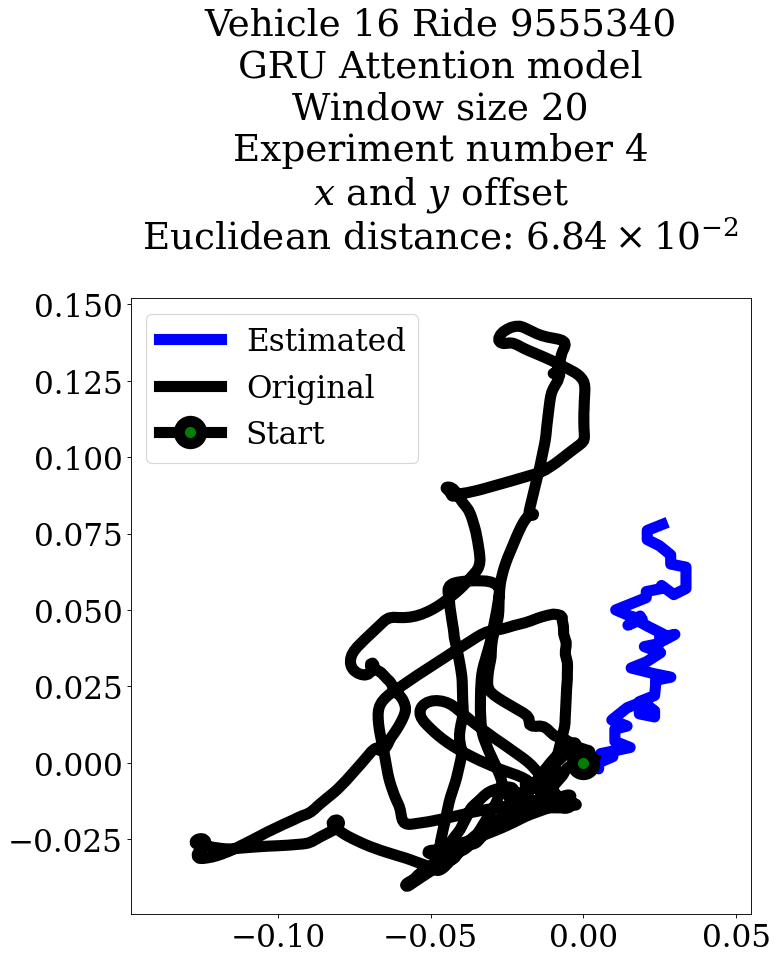 Vehicle 16 Ride 9555340
GRU Attention model
Window size 20
Experiment number 4
x and y offset
Euclidean distance: 6.84 × 10⁻²
Estimated
Original
Start
0.150
0.125
0.100
0.075
0.050
0.025
0.000
−0.025
−0.10 −0.05 0.00 0.05